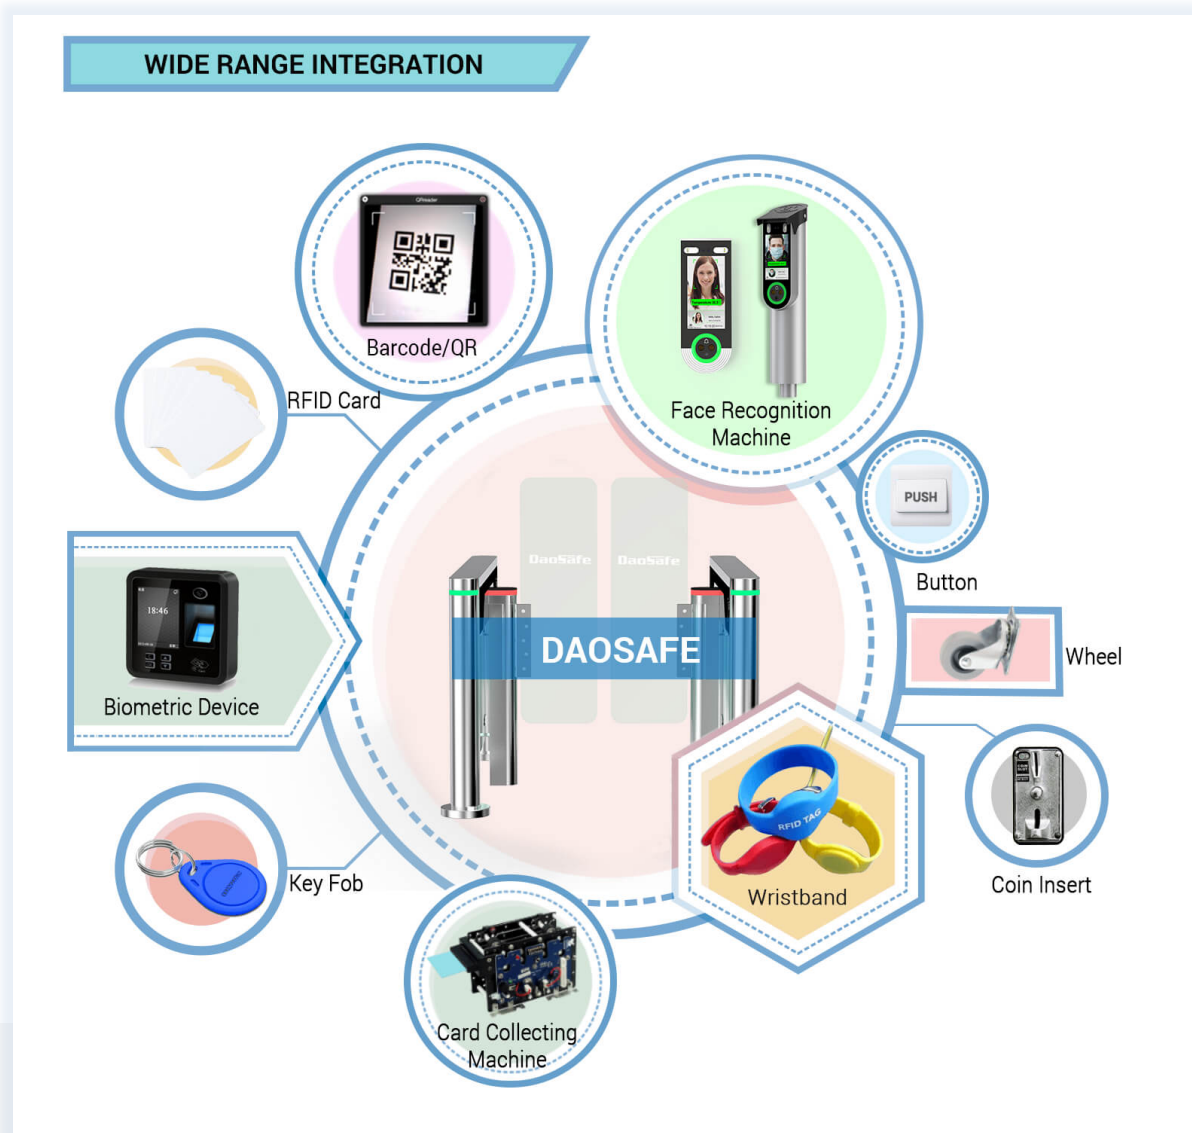 WIDE RANGE INTEGRATION
QReader
Barcode/QR
Face Recognition
Machine
RFID Card
PUSH
Button
DaoSafe
DaoSafe
18:46
Biometric Device
DAOSAFE
Wheel
RFID TAG
Wristband
Coin Insert
Key Fob
Card Collecting
Machine